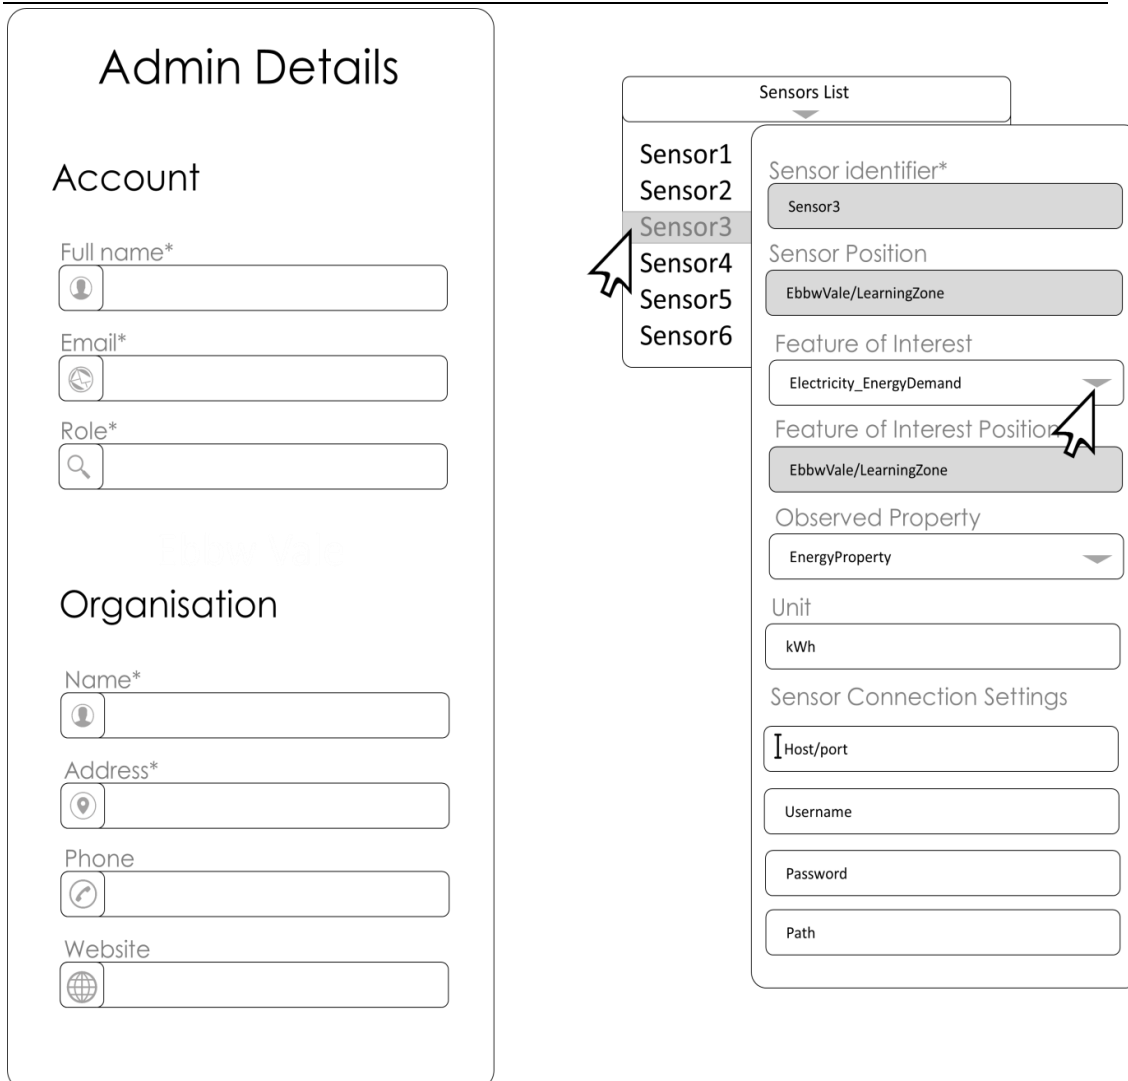 Admin Details
Account
Full name*
Email*
Role*
Organisation
Name*
Address*
Phone
Website
Sensors List
Sensor1
Sensor2
Sensor3
Sensor4
Sensor5
Sensor6
Sensor identifier*
Sensor3
Sensor Position
EbbwVale/LearningZone
Feature of Interest
Electricity_EnergyDemand
Feature of Interest Position
EbbwVale/LearningZone
Observed Property
EnergyProperty
Unit
kWh
Sensor Connection Settings
Host/port
Username
Password
Path